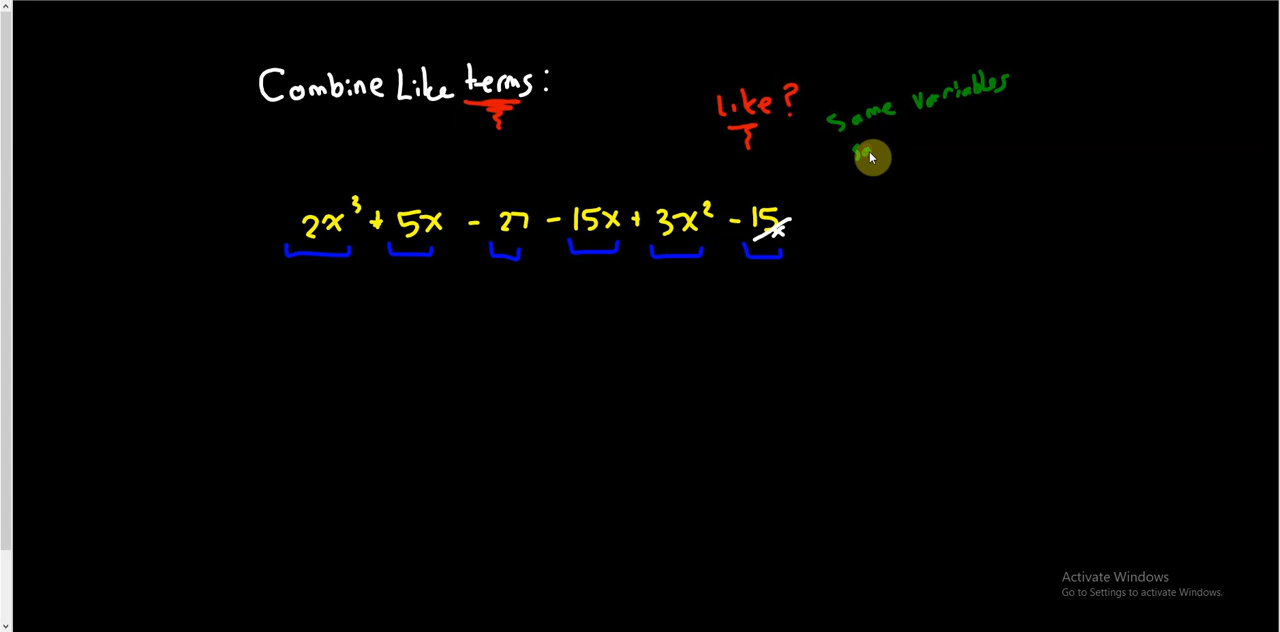 Combine Like terms:
Like?
Same variables
Sa
2x³ + 5x - 27 - 15x + 3x² - 15x
Activate Windows
Go to Settings to activate Windows.